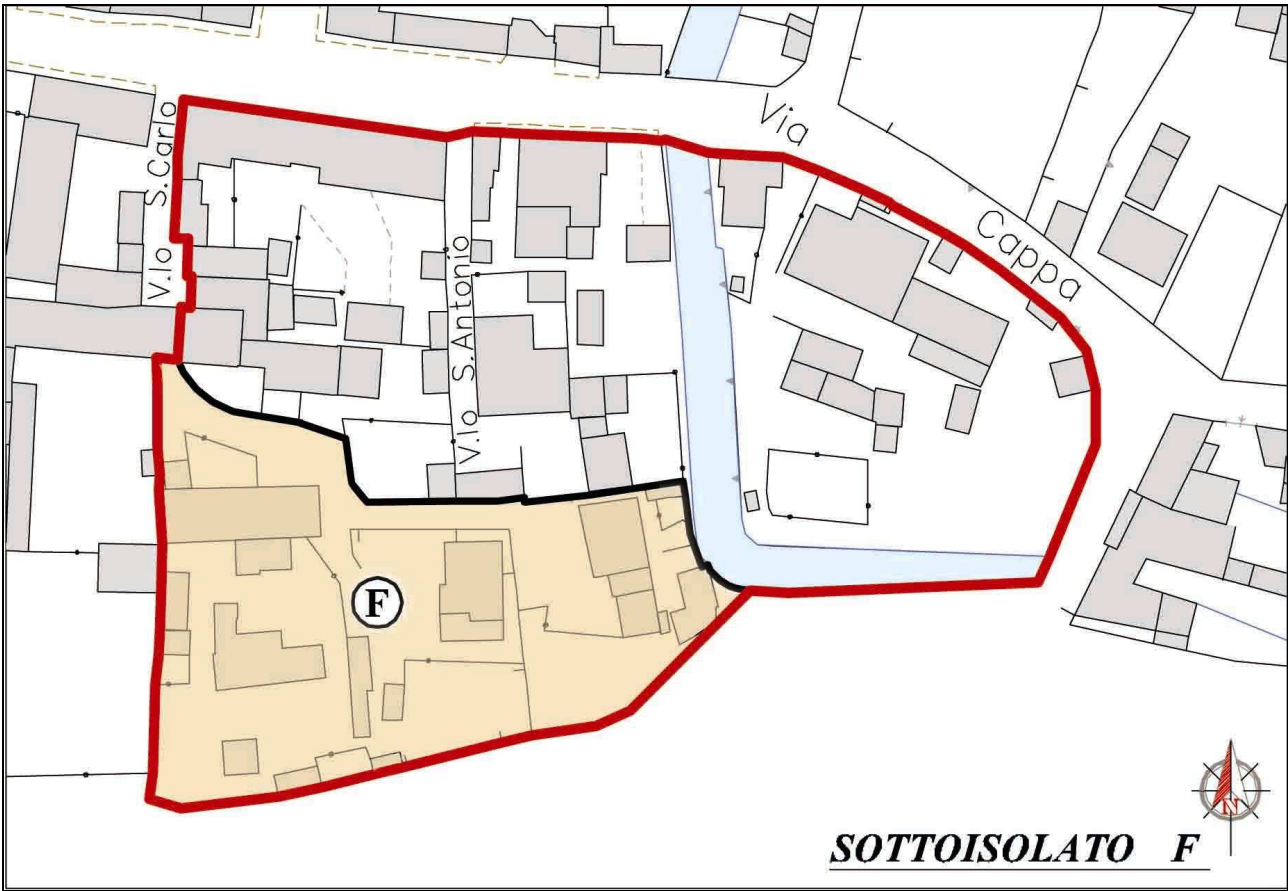 Via
Cappa
V.lo S.Carlo
V.lo S.Antonio
F
N
SOTTOISOLATO F